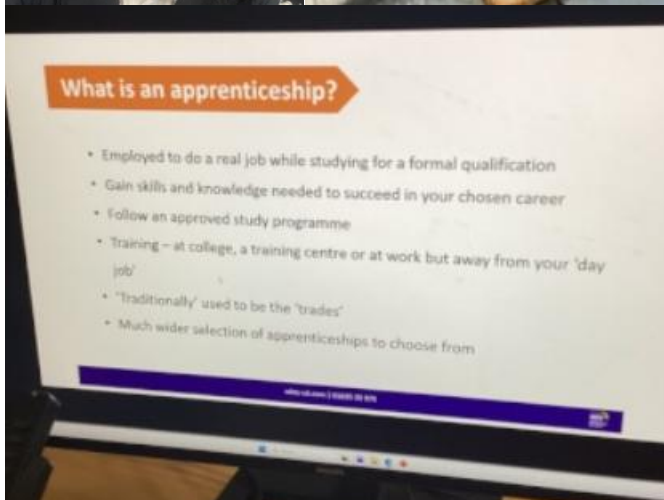 What is an apprenticeship?
• Employed to do a real job while studying for a formal qualification
• Gain skills and knowledge needed to succeed in your chosen career
• Follow an approved study programme
• Training – at college, a training centre or at work but away from your 'day
job'
• 'Traditionally' used to be the 'trades'
• Much wider selection of apprenticeships to choose from